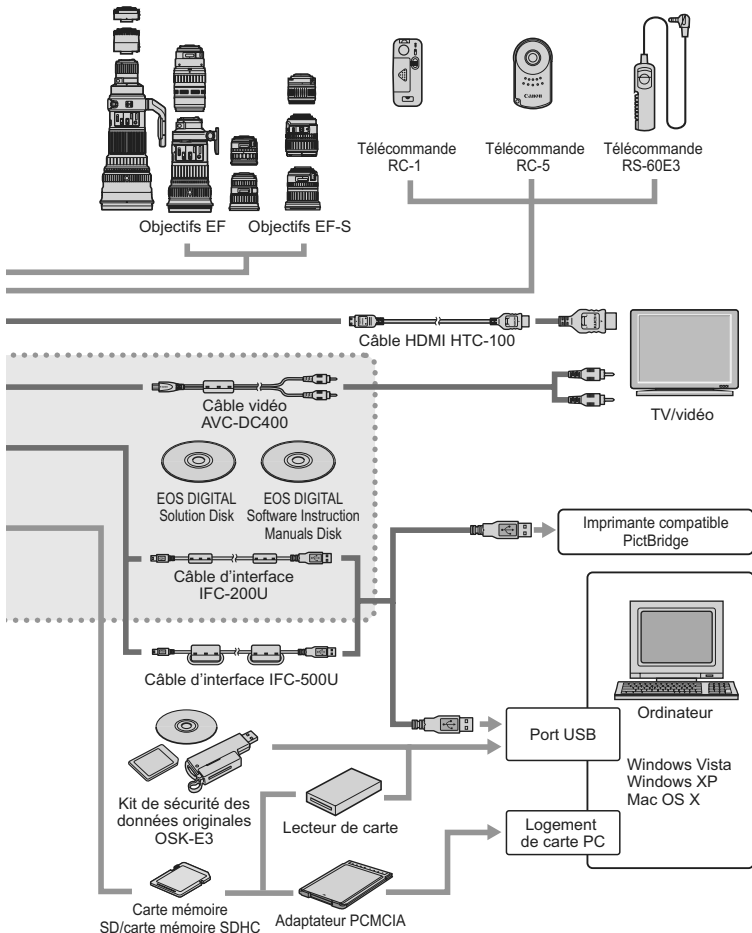 Canon
Télécommande
RC-1
Télécommande
RC-5
Télécommande
RS-60E3
Objectifs EF
Objectifs EF-S
Câble HDMI HTC-100
TV/vidéo
Câble vidéo
AVC-DC400
EOS DIGITAL
Solution Disk
EOS DIGITAL
Software Instruction
Manuals Disk
Imprimante compatible
PictBridge
Câble d'interface
IFC-200U
Câble d'interface IFC-500U
Ordinateur
Port USB
Windows Vista
Windows XP
Mac OS X
Kit de sécurité des
données originales
OSK-E3
Lecteur de carte
Logement
de carte PC
Carte mémoire
SD/carte mémoire SDHC
Adaptateur PCMCIA